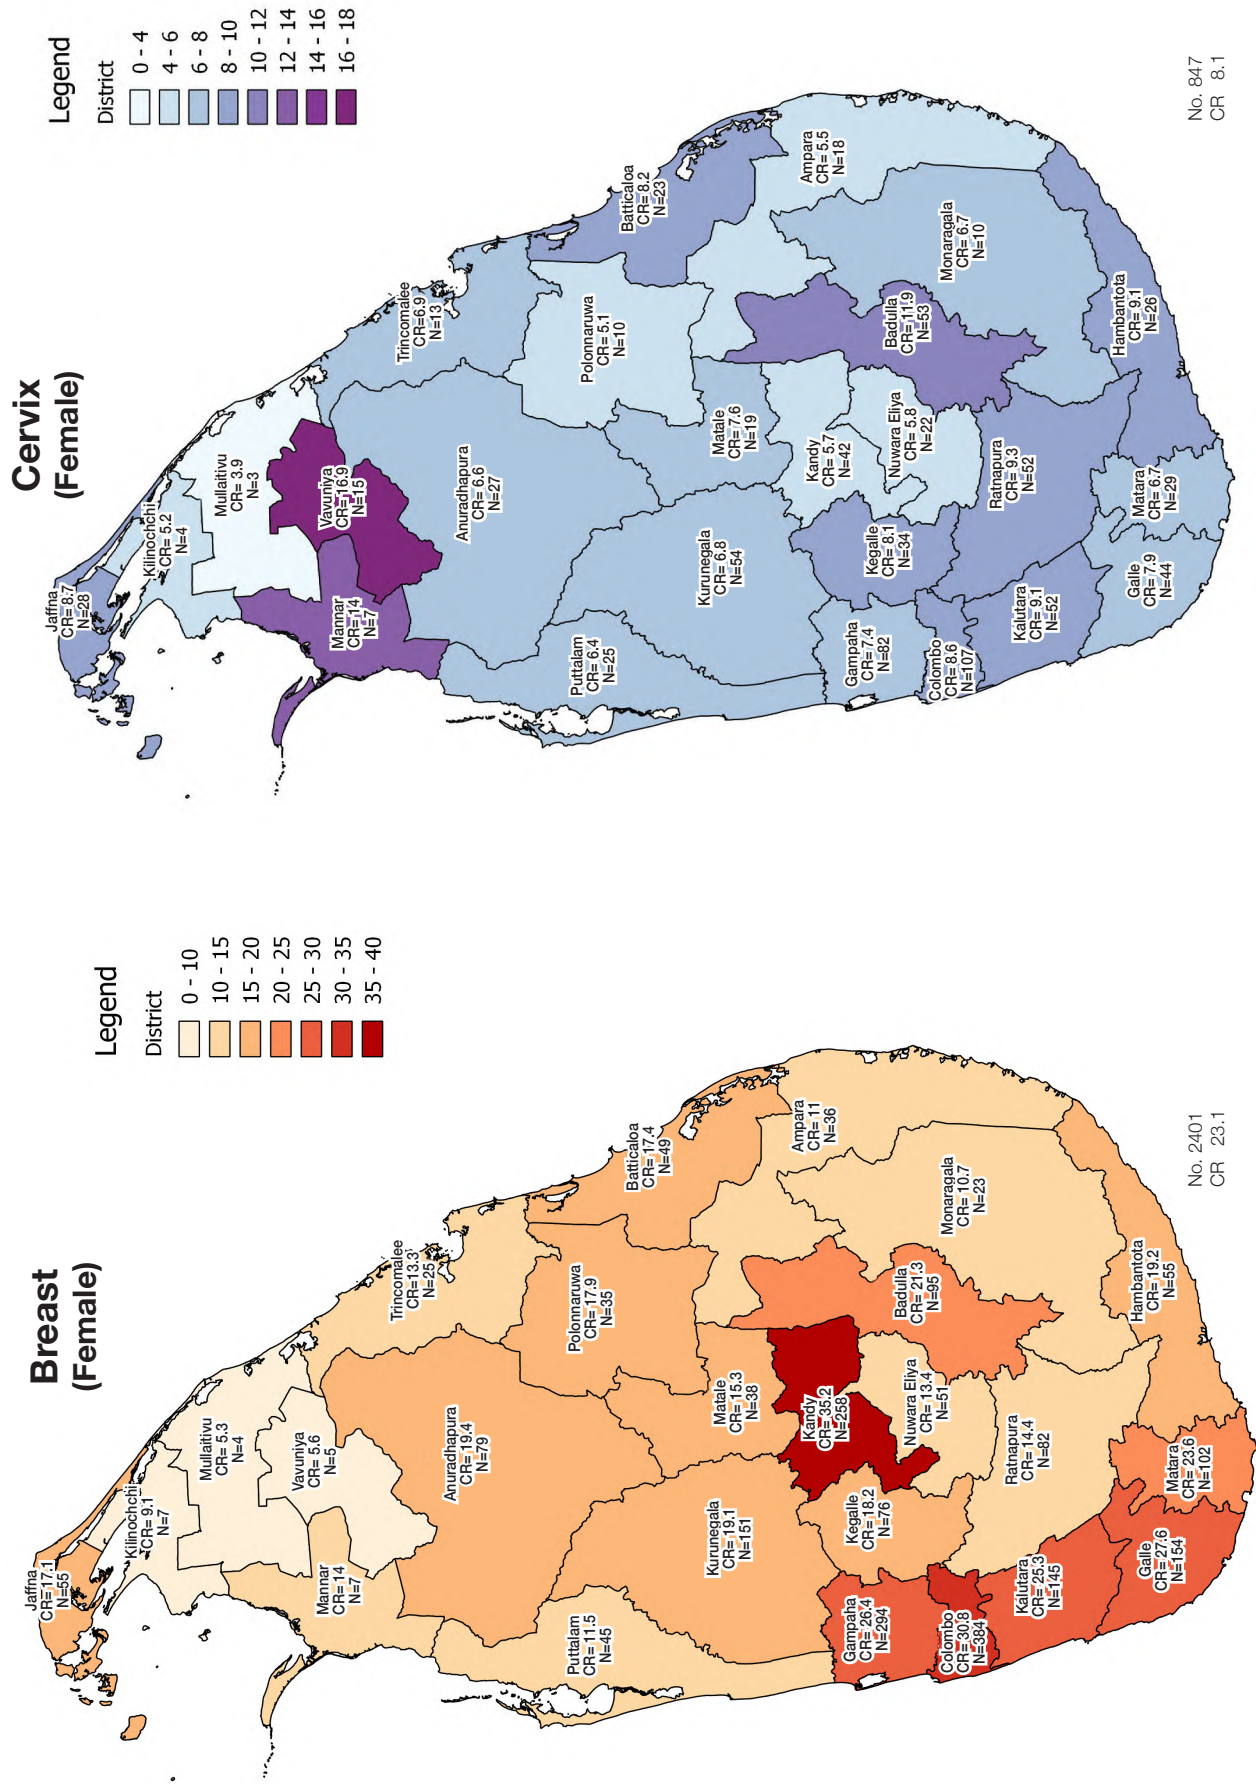 Breast
(Female)
Legend
District
0 - 10
10 - 15
15 - 20
20 - 25
25 - 30
30 - 35
35 - 40
Jaffna
CR=17.1
N=55
Kilinochchi
CR= 9.1
N=7
Mullaitivu
CR= 5.3
N=4
Vavuniya
CR= 5.6
N=5
Mannar
CR= 14
N=7
Trincomalee
CR=13.3
N=25
Anuradhapura
CR= 19.4
N=79
Polonnaruwa
CR= 17.9
N=35
Batticaloa
CR= 17.4
N=49
Puttalam
CR= 11.5
N=45
Kurunegala
CR= 19.1
N=151
Matale
CR= 15.3
N=38
Ampara
CR= 11
N=36
Kandy
CR= 35.2
N=258
Kegalle
CR= 18.2
N=76
Nuwara Eliya
CR= 13.4
N=51
Badulla
CR= 21.3
N=95
Monaragala
CR= 10.7
N=23
Gampaha
CR= 26.4
N=294
Colombo
CR= 30.8
N=384
Kalutara
CR= 25.3
N=145
Ratnapura
CR= 14.4
N=82
Galle
CR= 27.6
N=154
Matara
CR= 23.6
N=102
Hambantota
CR= 19.2
N=55
No. 2401
CR 23.1
Cervix
(Female)
Legend
District
0 - 4
4 - 6
6 - 8
8 - 10
10 - 12
12 - 14
14 - 16
16 - 18
Jaffna
CR= 8.7
N=28
Kilinochchi
CR= 5.2
N=4
Mullaitivu
CR= 3.9
N=3
Vavuniya
CR= 16.9
N=15
Mannar
CR= 14
N=7
Trincomalee
CR=6.9
N=13
Anuradhapura
CR= 6.6
N=27
Polonnaruwa
CR= 5.1
N=10
Batticaloa
CR= 8.2
N=23
Puttalam
CR= 6.4
N=25
Kurunegala
CR= 6.8
N=54
Matale
CR= 7.6
N=19
Ampara
CR= 5.5
N=18
Kandy
CR= 5.7
N=42
Kegalle
CR= 8.1
N=34
Nuwara Eliya
CR= 5.8
N=22
Badulla
CR= 11.9
N=53
Monaragala
CR= 6.7
N=10
Gampaha
CR= 7.4
N=82
Colombo
CR= 8.6
N=107
Kalutara
CR= 9.1
N=52
Ratnapura
CR= 9.3
N=52
Galle
CR= 7.9
N=44
Matara
CR= 6.7
N=29
Hambantota
CR= 9.1
N=26
No. 847
CR 8.1